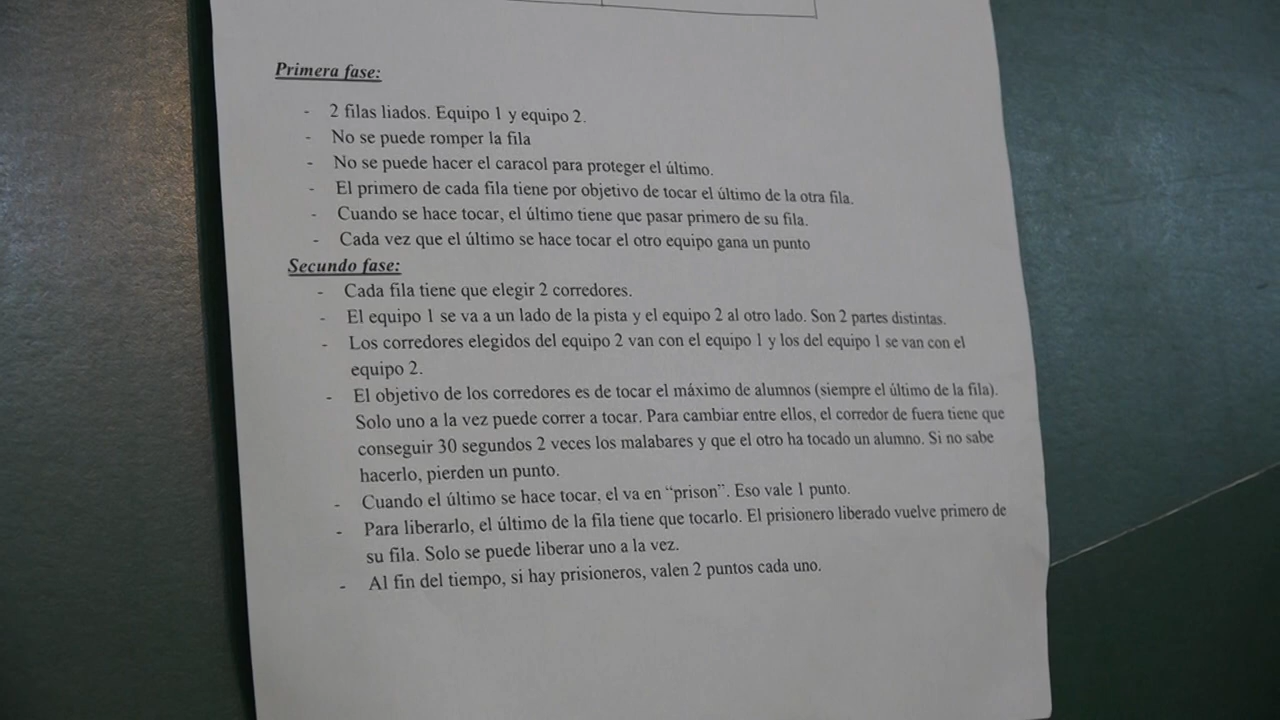 Primera fase:
- 2 filas liados. Equipo 1 y equipo 2.
- No se puede romper la fila
- No se puede hacer el caracol para proteger el último.
- El primero de cada fila tiene por objetivo de tocar el último de la otra fila.
- Cuando se hace tocar, el último tiene que pasar primero de su fila.
- Cada vez que el último se hace tocar el otro equipo gana un punto
Secundo fase:
- Cada fila tiene que elegir 2 corredores.
- El equipo 1 se va a un lado de la pista y el equipo 2 al otro lado. Son 2 partes distintas.
- Los corredores elegidos del equipo 2 van con el equipo 1 y los del equipo 1 se van con el
equipo 2.
- El objetivo de los corredores es de tocar el máximo de alumnos (siempre el último de la fila).
Solo uno a la vez puede correr a tocar. Para cambiar entre ellos, el corredor de fuera tiene que
conseguir 30 segundos 2 veces los malabares y que el otro ha tocado un alumno. Si no sabe
hacerlo, pierden un punto.
- Cuando el último se hace tocar, el va en “prison”. Eso vale 1 punto.
- Para liberarlo, el último de la fila tiene que tocarlo. El prisionero liberado vuelve primero de
su fila. Solo se puede liberar uno a la vez.
- Al fin del tiempo, si hay prisioneros, valen 2 puntos cada uno.